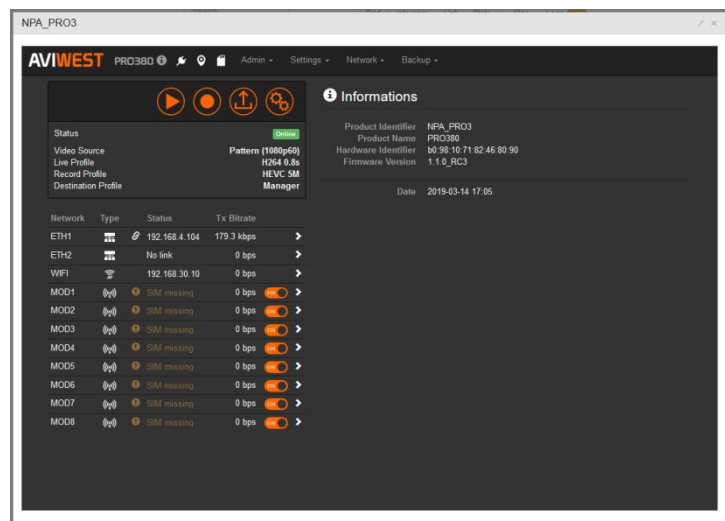 NPA_PRO3
AVIWEST PRO380 Admin Settings Network Backup
Status Online
Video Source Pattern (1080p60)
Live Profile H264 0.8s
Record Profile HEVC 5M
Destination Profile Manager
Network Type Status Tx Bitrate
ETH1 192.168.4.104 179.3 kbps
ETH2 No link 0 bps
WIFI 192.168.30.10 0 bps
MOD1 SIM missing 0 bps ON
MOD2 SIM missing 0 bps ON
MOD3 SIM missing 0 bps ON
MOD4 SIM missing 0 bps ON
MOD5 SIM missing 0 bps ON
MOD6 SIM missing 0 bps ON
MOD7 SIM missing 0 bps ON
MOD8 SIM missing 0 bps ON
Informations
Product Identifier NPA_PRO3
Product Name PRO380
Hardware Identifier b0:98:10:71:82:46:80:90
Firmware Version 1.1.0_RC3
Date 2019-03-14 17:05